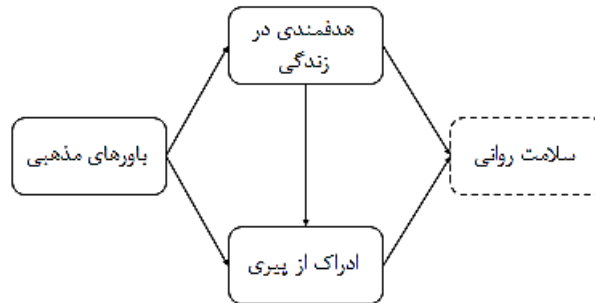 هدفمندی در
زندگی
باورهای مذهبی
سلامت روانی
ادراک از پیری